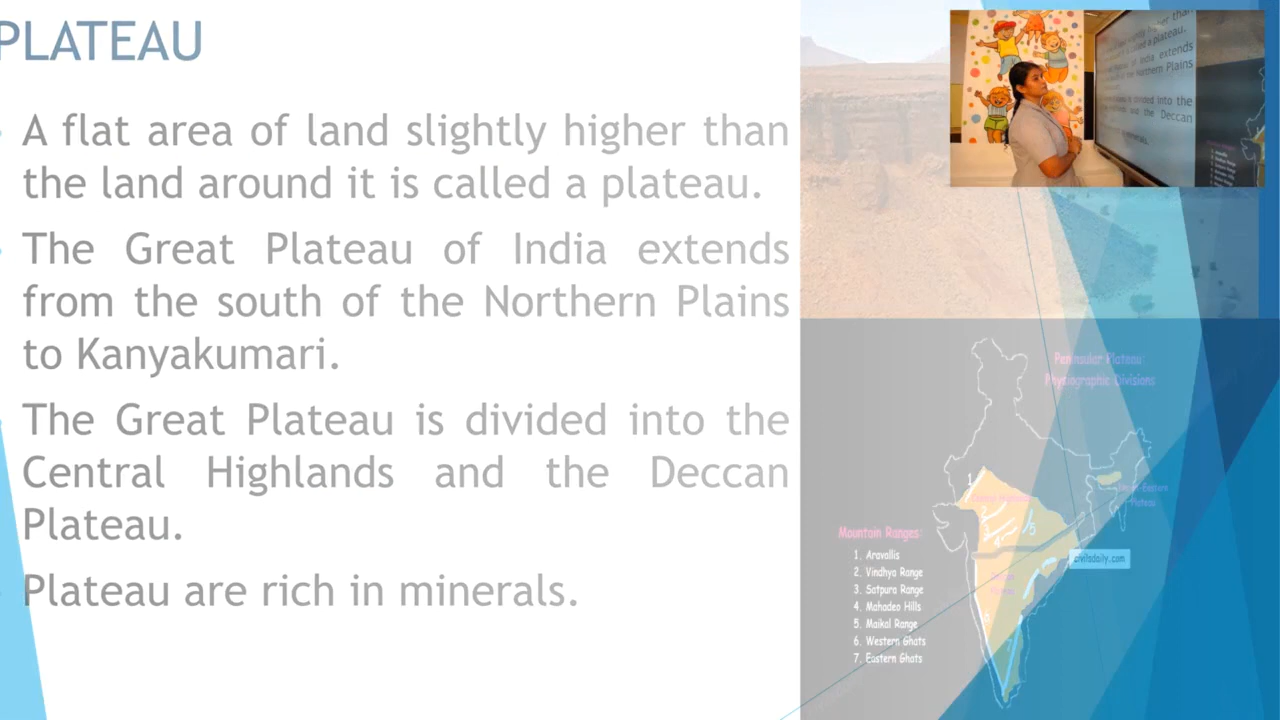 PLATEAU
A flat area of land slightly higher than
the land around it is called a plateau.
The Great Plateau of India extends
from the south of the Northern Plains
to Kanyakumari.
The Great Plateau is divided into the
Central Highlands and the Deccan
Plateau.
Plateau are rich in minerals.
Peninsular Plateau:
Physiographic Divisions
Mountain Ranges:
1. Aravallis
2. Vindhya Range
3. Satpura Range
4. Mahadeo Hills
5. Maikal Range
6. Western Ghats
7. Eastern Ghats
civilsdaily.com